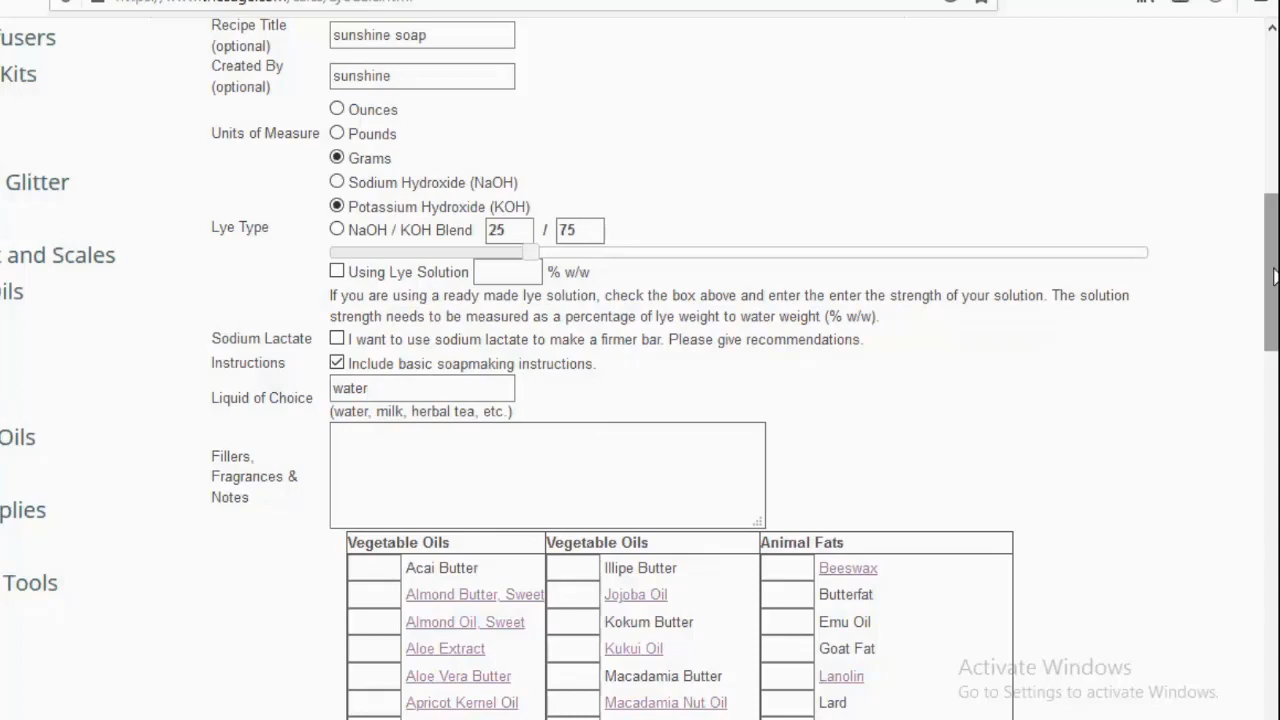 Recipe Title
(optional)
sunshine soap
Created By
(optional)
sunshine
Units of Measure
Ounces
Pounds
Grams
Lye Type
Sodium Hydroxide (NaOH)
Potassium Hydroxide (KOH)
NaOH / KOH Blend 25 / 75
Using Lye Solution % w/w
If you are using a ready made lye solution, check the box above and enter the enter the strength of your solution. The solution
strength needs to be measured as a percentage of lye weight to water weight (% w/w).
Sodium Lactate I want to use sodium lactate to make a firmer bar. Please give recommendations.
Instructions Include basic soapmaking instructions.
Liquid of Choice
water
(water, milk, herbal tea, etc.)
Fillers,
Fragrances &
Notes
Vegetable Oils Vegetable Oils Animal Fats
Acai Butter Illipe Butter Beeswax
Almond Butter, Sweet Jojoba Oil Butterfat
Almond Oil, Sweet Kokum Butter Emu Oil
Aloe Extract Kukui Oil Goat Fat
Aloe Vera Butter Macadamia Butter Lanolin
Apricot Kernel Oil Macadamia Nut Oil Lard
fusers
Kits
Glitter
and Scales
ils
Oils
plies
Tools
Activate Windows
Go to Settings to activate Windows.